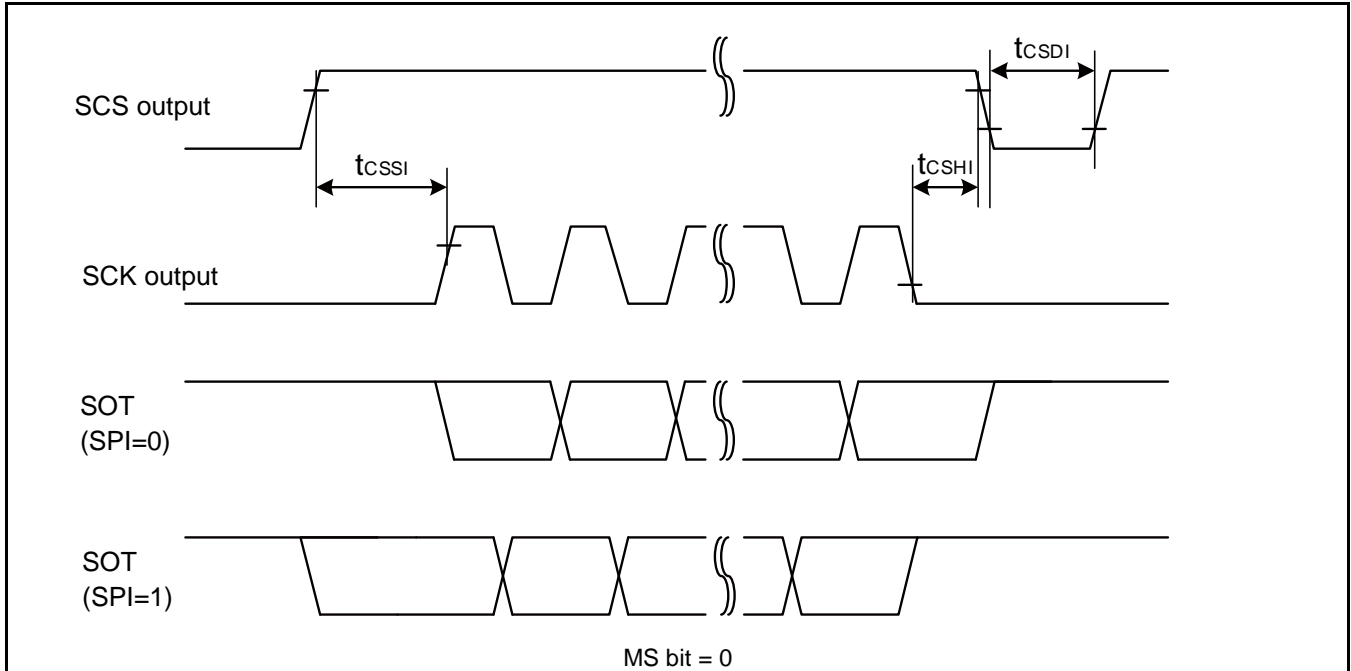 tCSDI
SCS output
tCSSI
tCSHI
SCK output
SOT
(SPI=0)
SOT
(SPI=1)
MS bit = 0